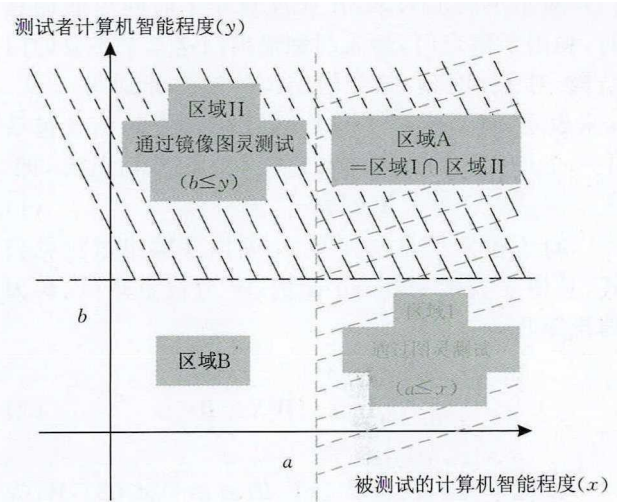 测试者计算机智能程度(y)
区域II
通过镜像图灵测试
(b≤y)
区域A
=区域I∩区域II
b
区域B
区域I
通过图灵测试
(a≤x)
a
被测试的计算机智能程度(x)